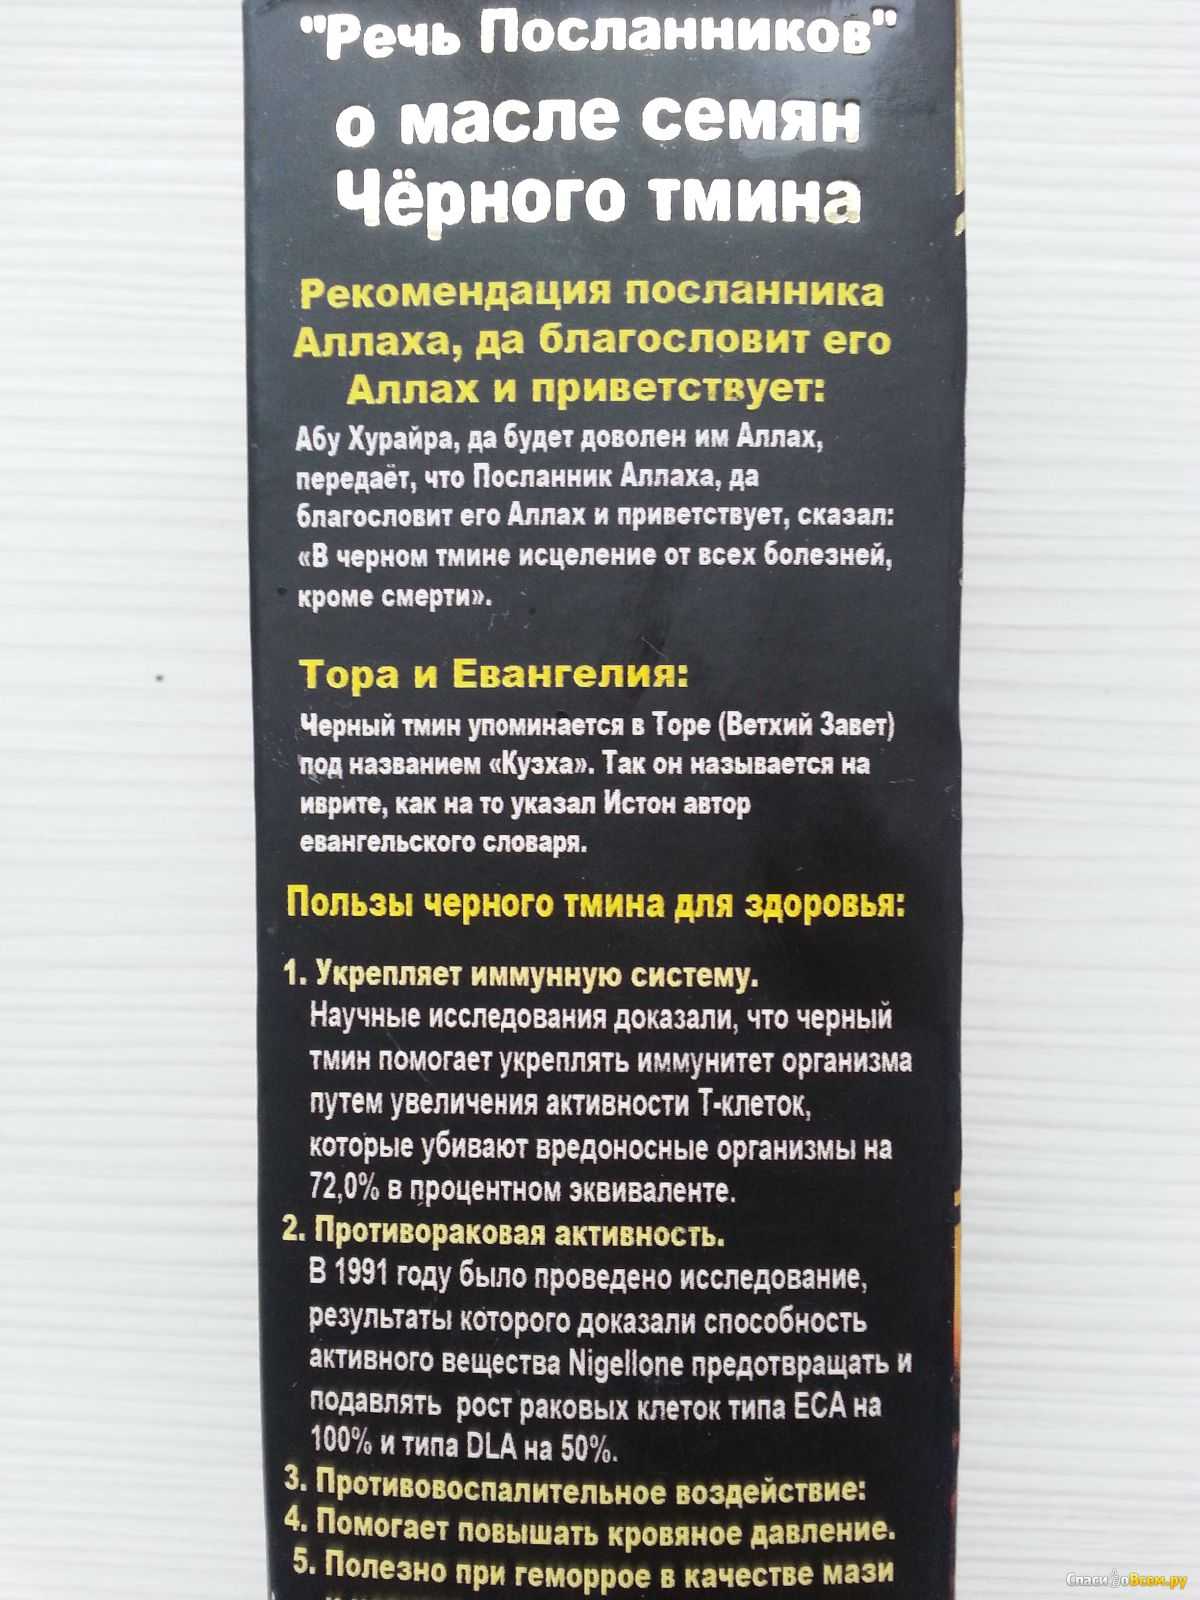 "Речь Посланников"
о масле семян
Чёрного тмина
Рекомендация посланника
Аллаха, да благословит его
Аллах и приветствует:
Абу Хурайра, да будет доволен им Аллах,
передаёт, что Посланник Аллаха, да
благословит его Аллах и приветствует, сказал:
«В черном тмине исцеление от всех болезней,
кроме смерти».
Тора и Евангелия:
Черный тмин упоминается в Торе (Ветхий Завет)
под названием «Кузха». Так он называется на
иврите, как на то указал Истон автор
евангельского словаря.
Пользы черного тмина для здоровья:
1. Укрепляет иммунную систему.
Научные исследования доказали, что черный
тмин помогает укреплять иммунитет организма
путем увеличения активности Т-клеток,
которые убивают вредоносные организмы на
72,0% в процентном эквиваленте.
2. Противораковая активность.
В 1991 году было проведено исследование,
результаты которого доказали способность
активного вещества Nigellone предотвращать и
подавлять рост раковых клеток типа ECA на
100% и типа DLA на 50%.
3. Противовоспалительное воздействие:
4. Помогает повышать кровяное давление.
5. Полезно при геморрое в качестве мази
СпасибоВсем.ру